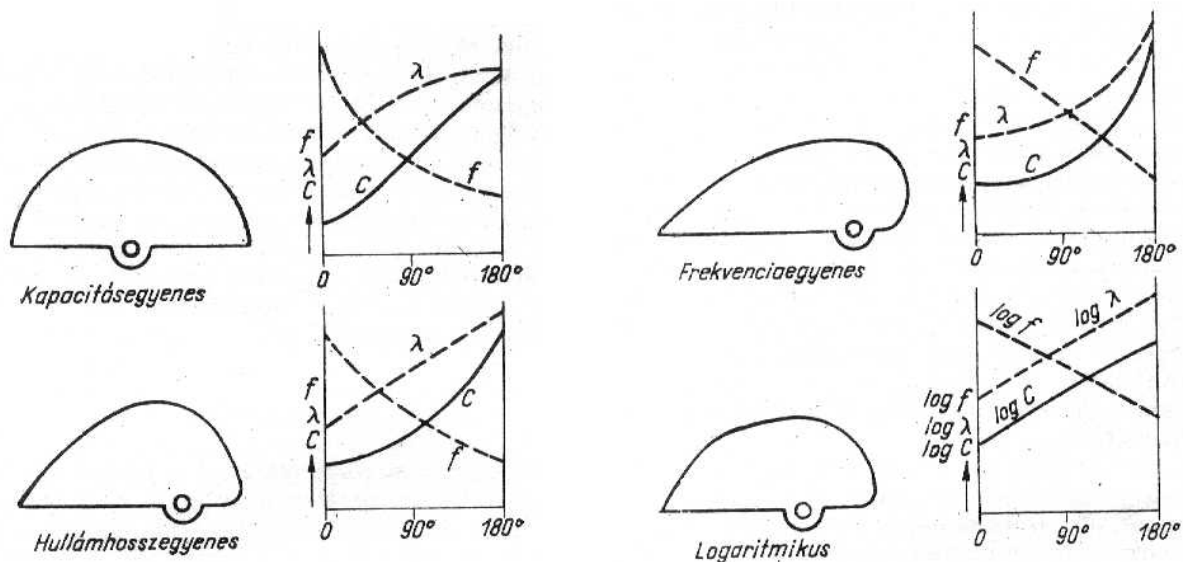 λ
f
C
f
f
λ
C
0 90° 180°
Kapacitásegyenes
f
λ
C
f
λ
C
0 90° 180°
Frekvenciaegyenes
λ
C
f
f
λ
C
0 90° 180°
Hullámhosszegyenes
log f
log λ
log C
log f
log λ
log C
0 90° 180°
Logaritmikus